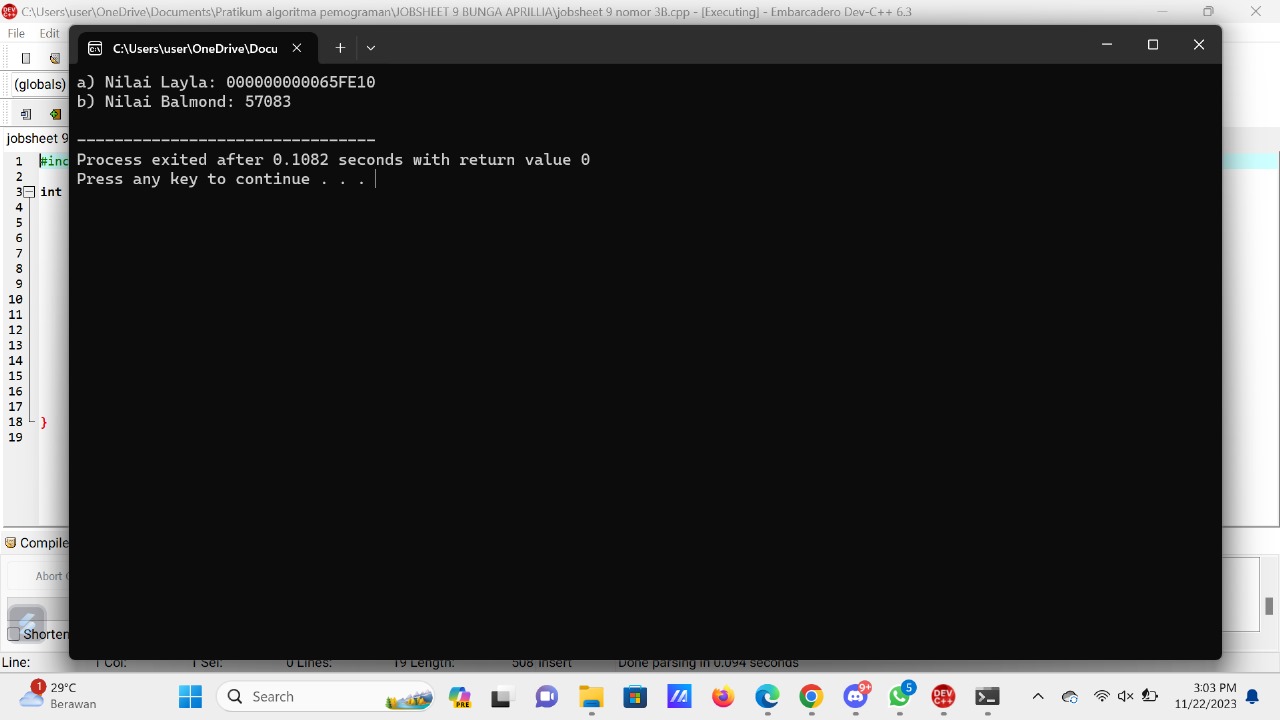 C:\Users\user\OneDrive\Documents\Pratikum algoritma pemograman\JOBSHEET 9 BUNGA APRILLIA\jobsheet 9 nomor 3B.cpp - [Executing] - Embarcadero Dev-C++ 6.3
File Edit
C:\Users\user\OneDrive\Docu
(globals)
a) Nilai Layla: 000000000065FE10
b) Nilai Balmond: 57083
jobsheet 9
--------------------------------
Process exited after 0.1082 seconds with return value 0
Press any key to continue . . .
1 #inc
2
3 int
4
5
6
7
8
9
10
11
12
13
14
15
16
17
18 }
19
Compile
Abort
Shorten
Line: 1 Col: 1 Sel: 0 Lines: 19 Length: 508 Insert Done parsing in 0.094 seconds
1 29°C
Berawan
Search
PRE
9+
5
DEV C++
3:03 PM
11/22/2023